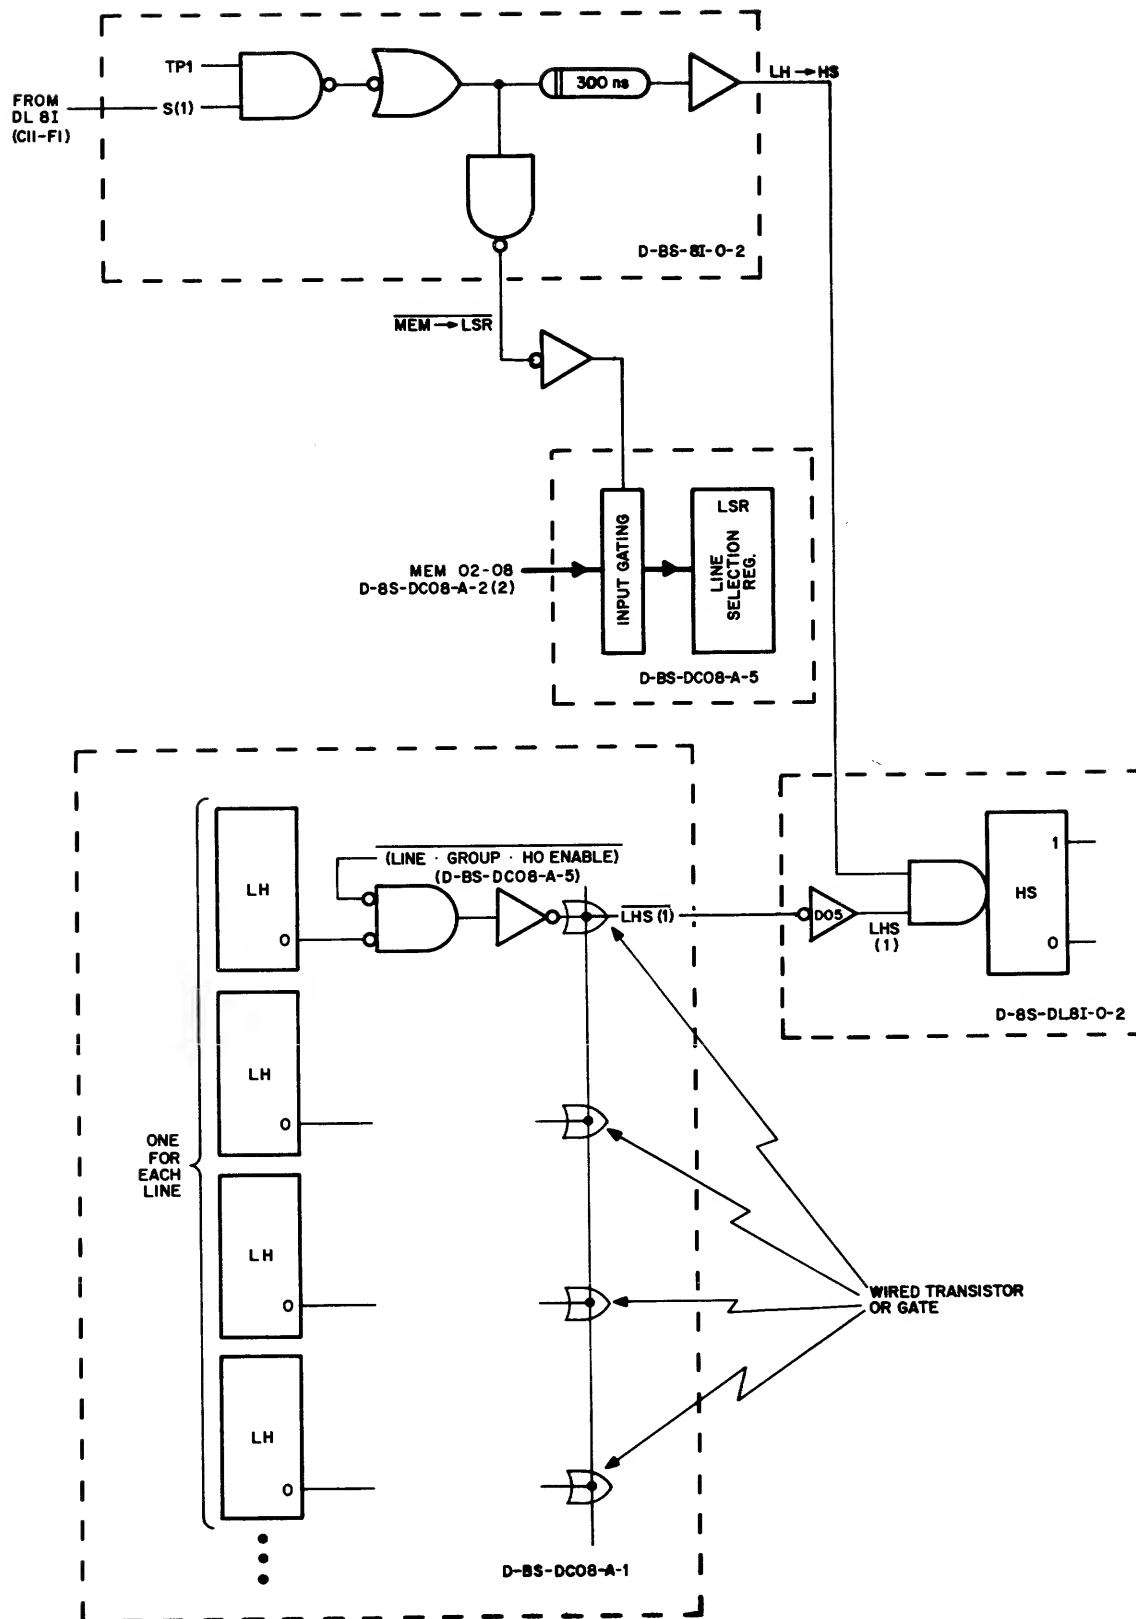 TP1
LH → HS
300 ns
FROM
DL 8I
(C11-F1)
S(1)
D-BS-8I-0-2
MEM → LSR
INPUT GATING
LSR
LINE
SELECTION
REG.
MEM 02-08
D-8S-DC08-A-2(2)
D-BS-DC08-A-5
LH
0
(LINE · GROUP · HO ENABLE)
(D-BS-DC08-A-5)
LHS (1)
D05
LHS
(1)
HS
1
0
D-8S-DL8I-0-2
LH
0
ONE
FOR
EACH
LINE
LH
0
WIRED TRANSISTOR
OR GATE
LH
0
D-BS-DC08-A-1